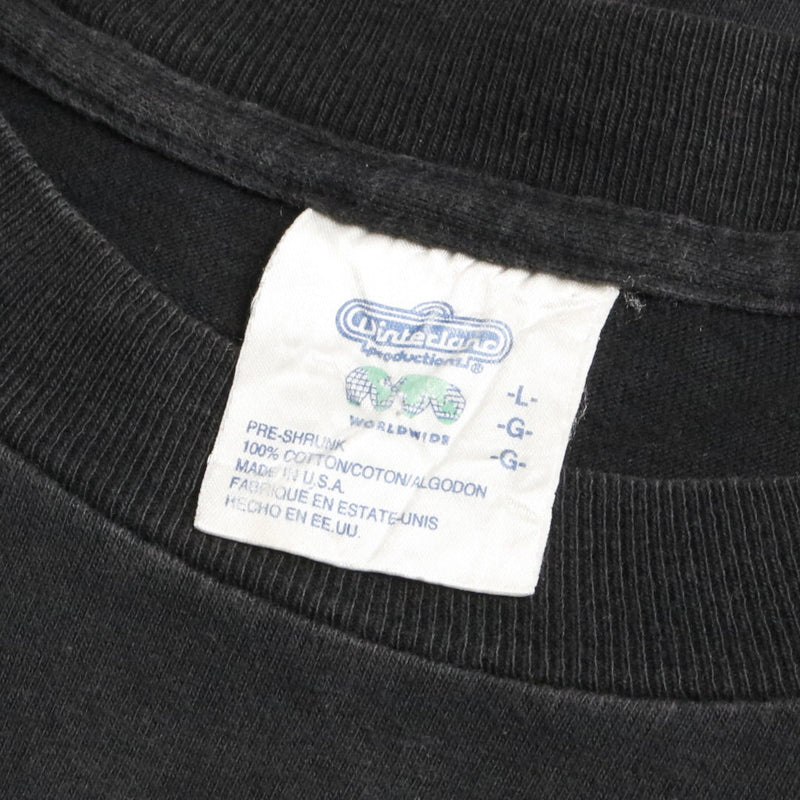 Winterland
productions®
WORLDWIDE
-L-
-G-
-G-
PRE-SHRUNK
100% COTTON/COTON/ALGODON
MADE IN U.S.A.
FABRIQUE EN ESTATE-UNIS
HECHO EN EE.UU.